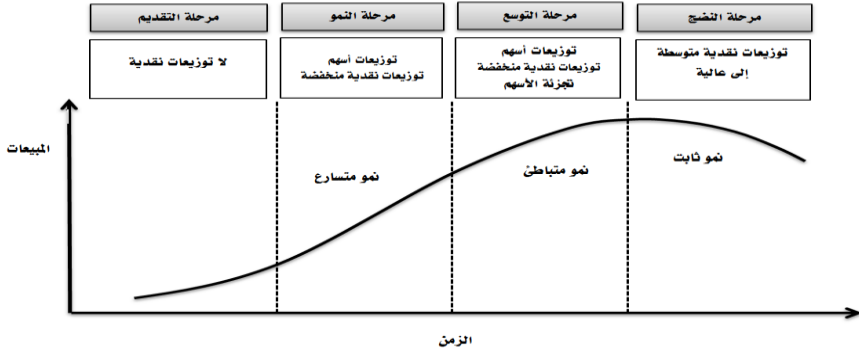 مرحلة النضج
مرحلة التوسع
مرحلة النمو
مرحلة التقديم
توزيعات نقدية متوسطة
إلى عالية
توزيعات أسهم
توزيعات نقدية منخفضة
تجزئة الأسهم
توزيعات أسهم
توزيعات نقدية منخفضة
لا توزيعات نقدية
المبيعات
نمو متسارع
نمو متباطئ
نمو ثابت
الزمن